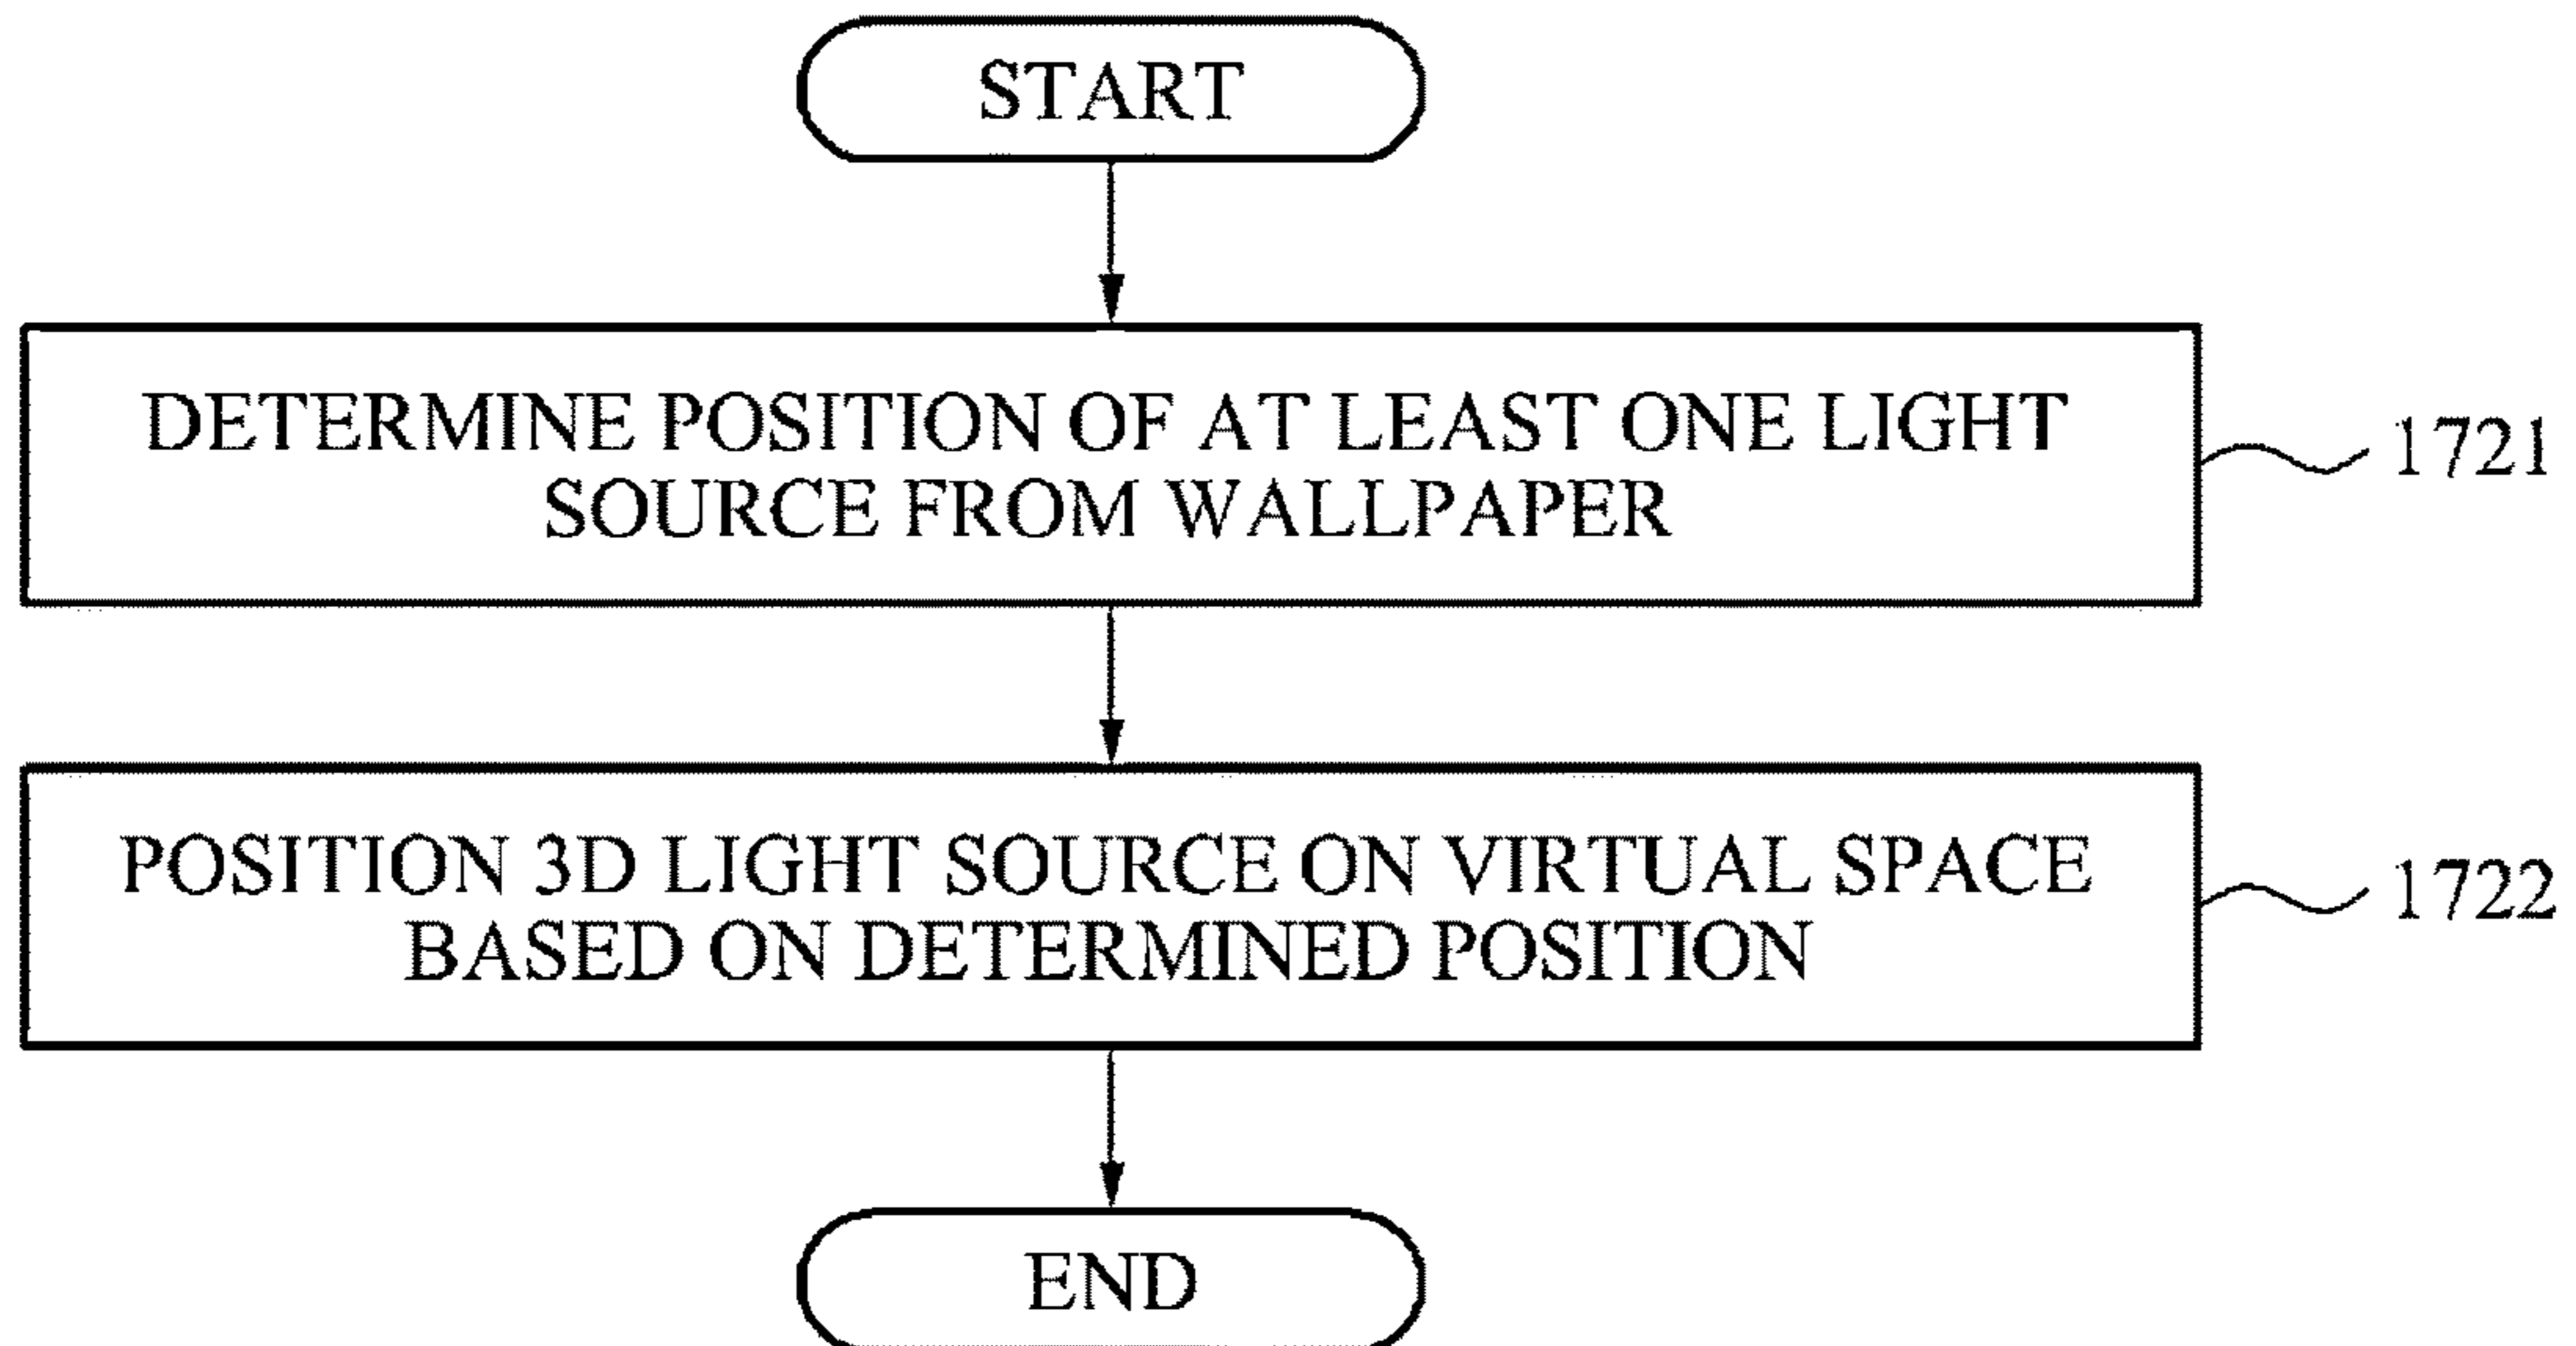 START
DETERMINE POSITION OF AT LEAST ONE LIGHT
SOURCE FROM WALLPAPER
1721
POSITION 3D LIGHT SOURCE ON VIRTUAL SPACE
BASED ON DETERMINED POSITION
1722
END